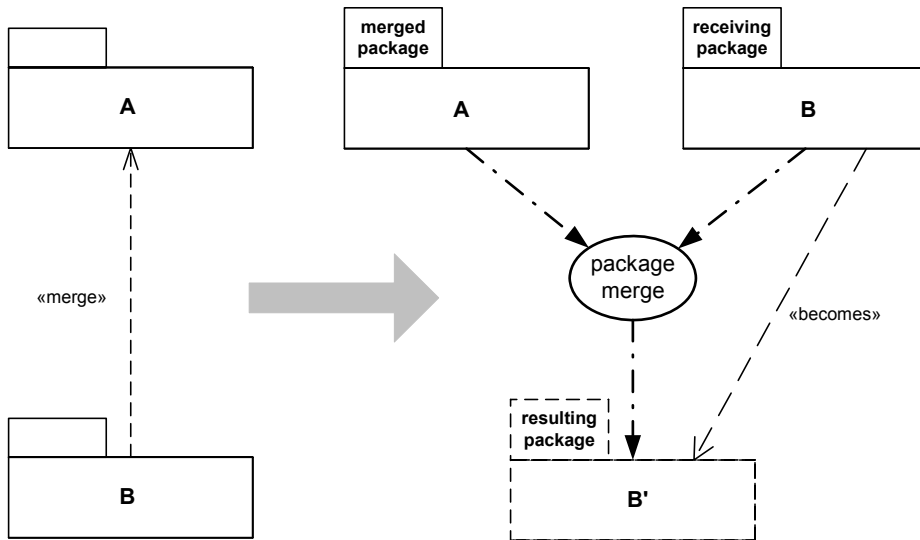 A
«merge»
B
merged
package
A
receiving
package
B
package
merge
«becomes»
resulting
package
B'